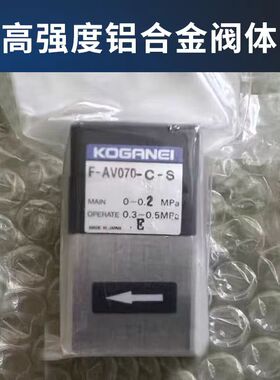 高强度铝合金阀体
KOGANEI
F-AV070-C-S
MAIN 0-0.2 MPa
OPERATE 0.3-0.5MPa
E
MADE IN JAPAN